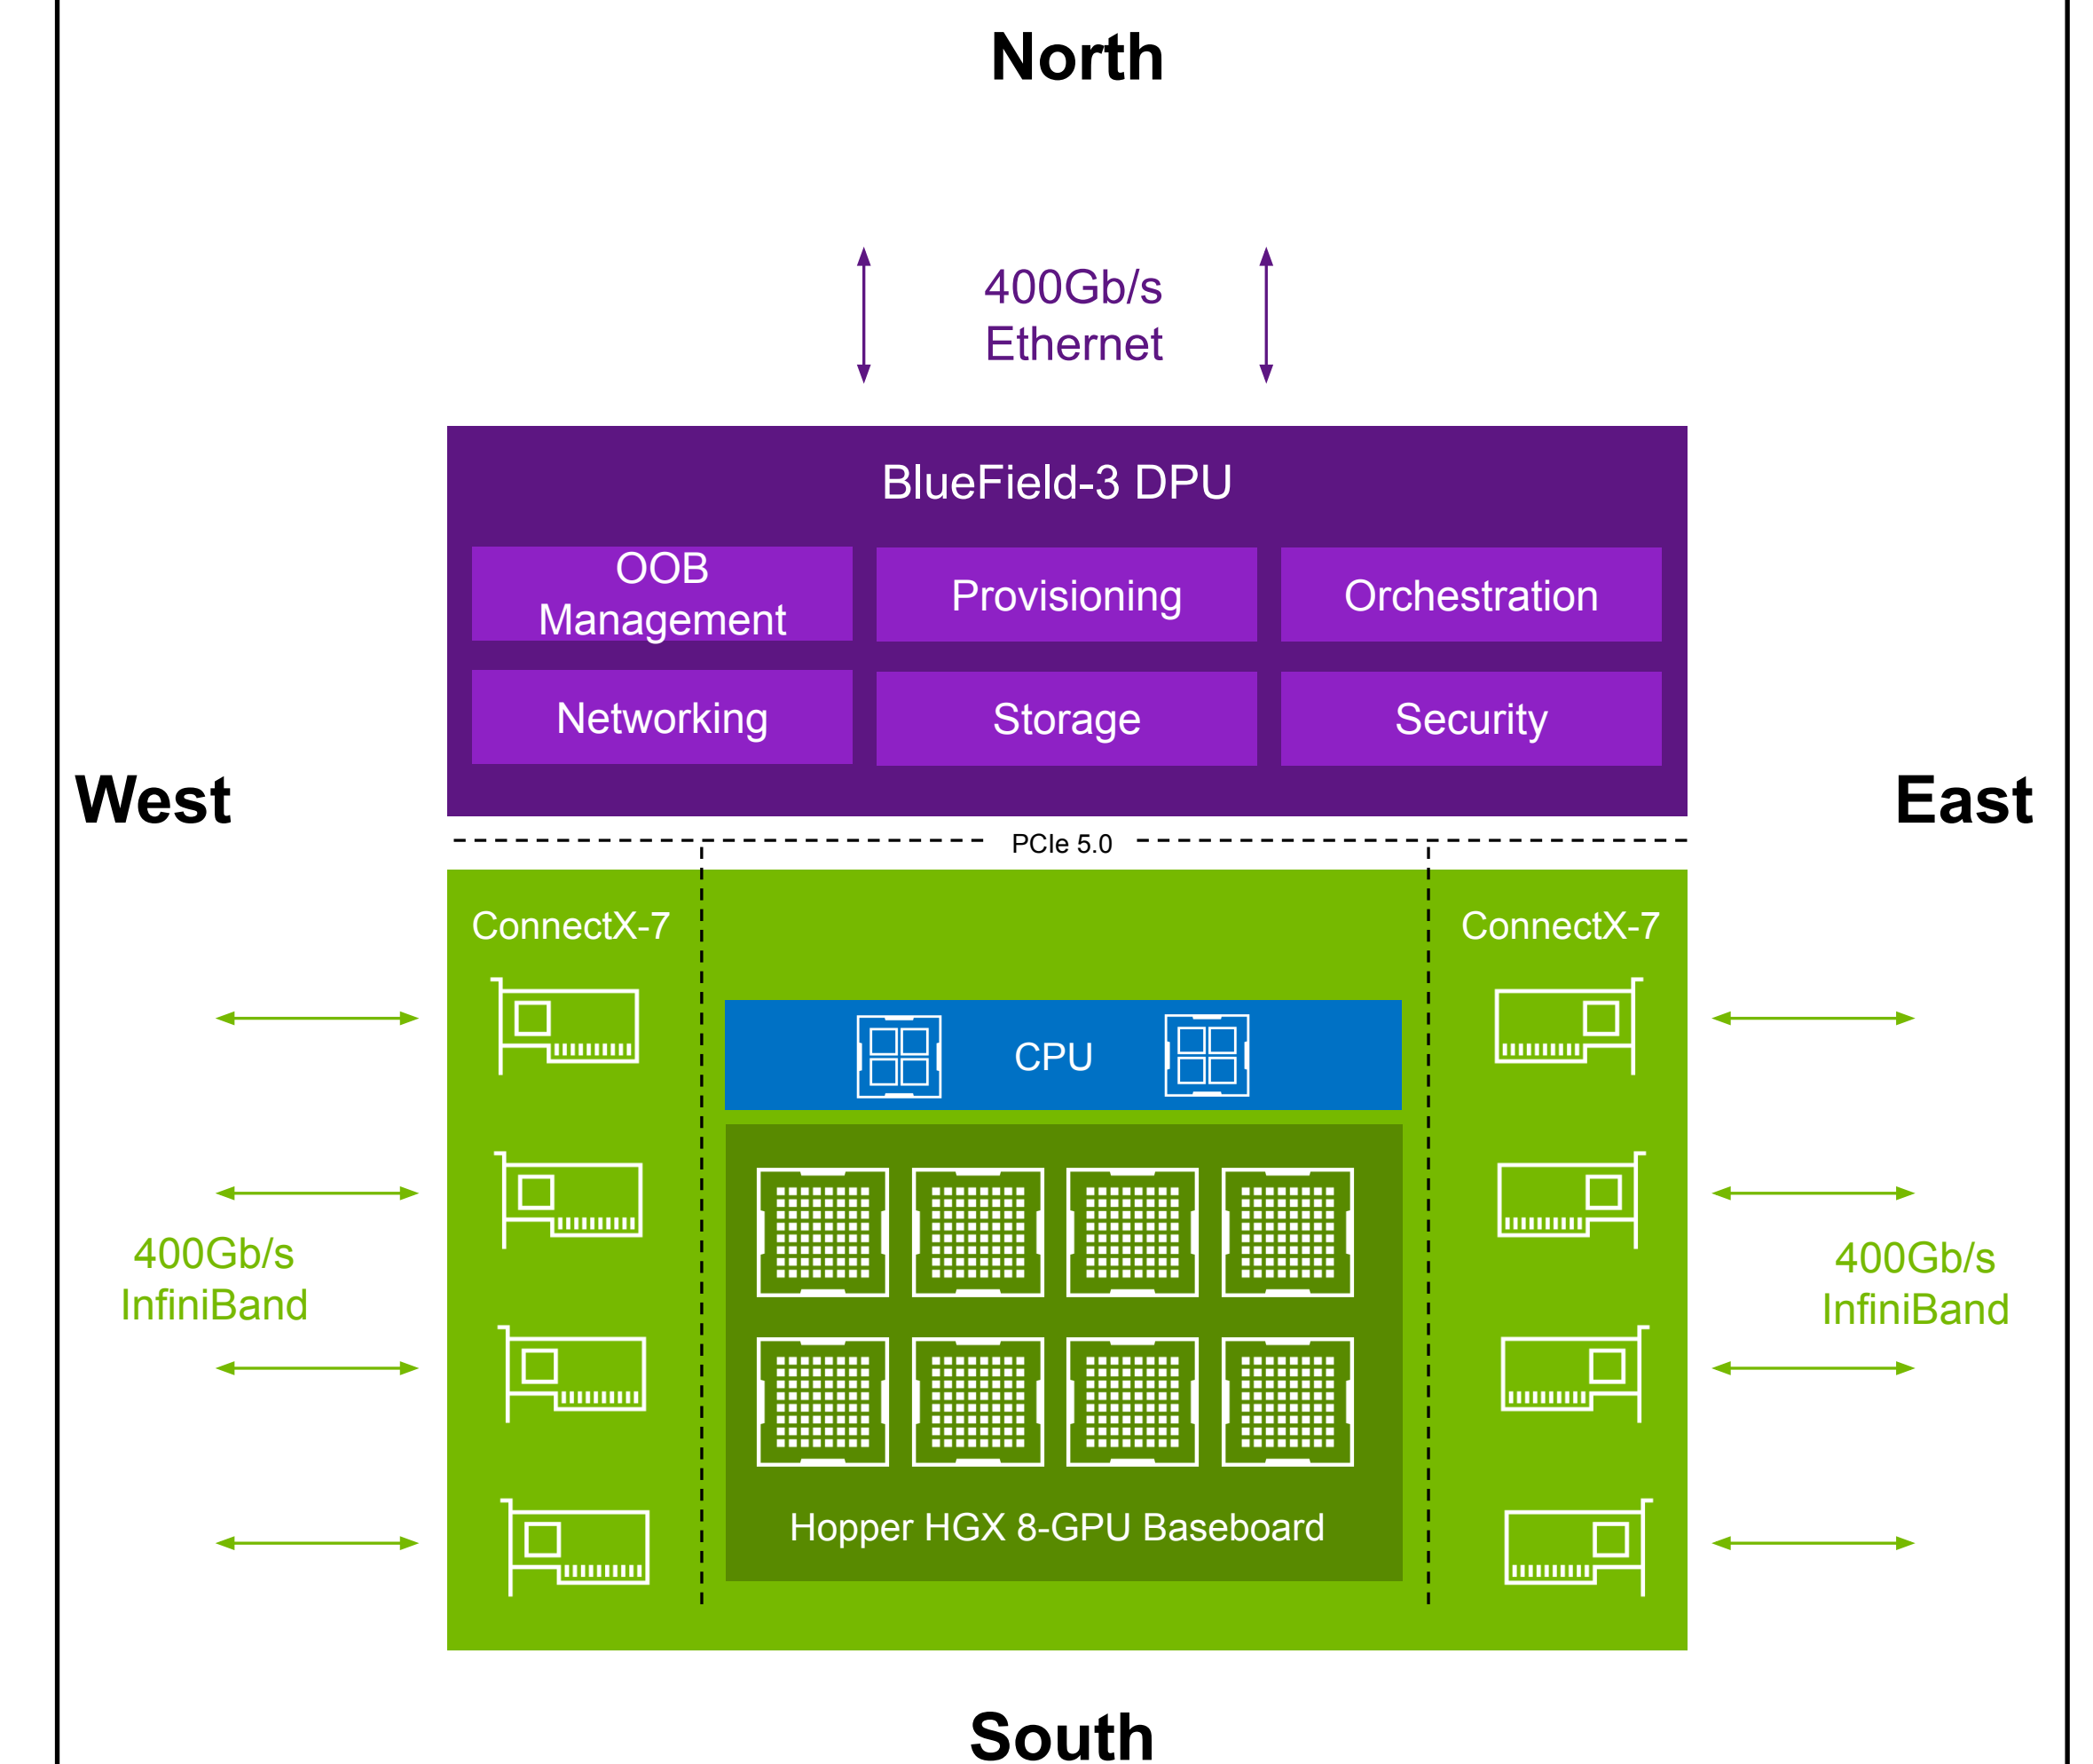 North
400Gb/s
Ethernet
BlueField-3 DPU
OOB
Management
Provisioning
Orchestration
Networking
Storage
Security
West
East
PCIe 5.0
ConnectX-7
ConnectX-7
CPU
400Gb/s
InfiniBand
400Gb/s
InfiniBand
Hopper HGX 8-GPU Baseboard
South